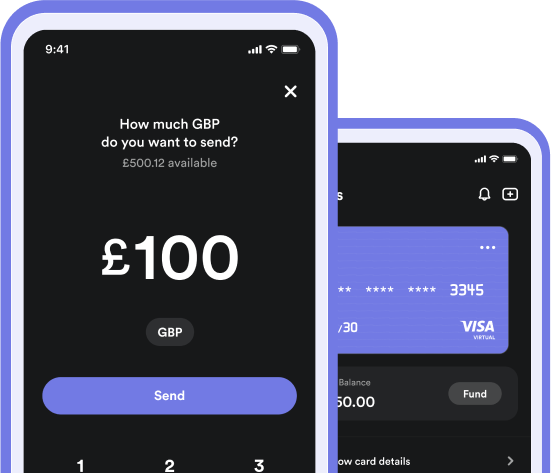 9:41
How much GBP
do you want to send?
£500.12 available
£100
GBP
Send
1 2 3
s
** **** **** 3345
/30
VISA
VIRTUAL
Balance
50.00
Fund
ow card details